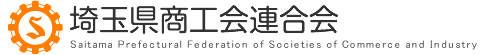 埼玉県商工会連合会
Saitama Prefectural Federation of Societies of Commerce and Industry